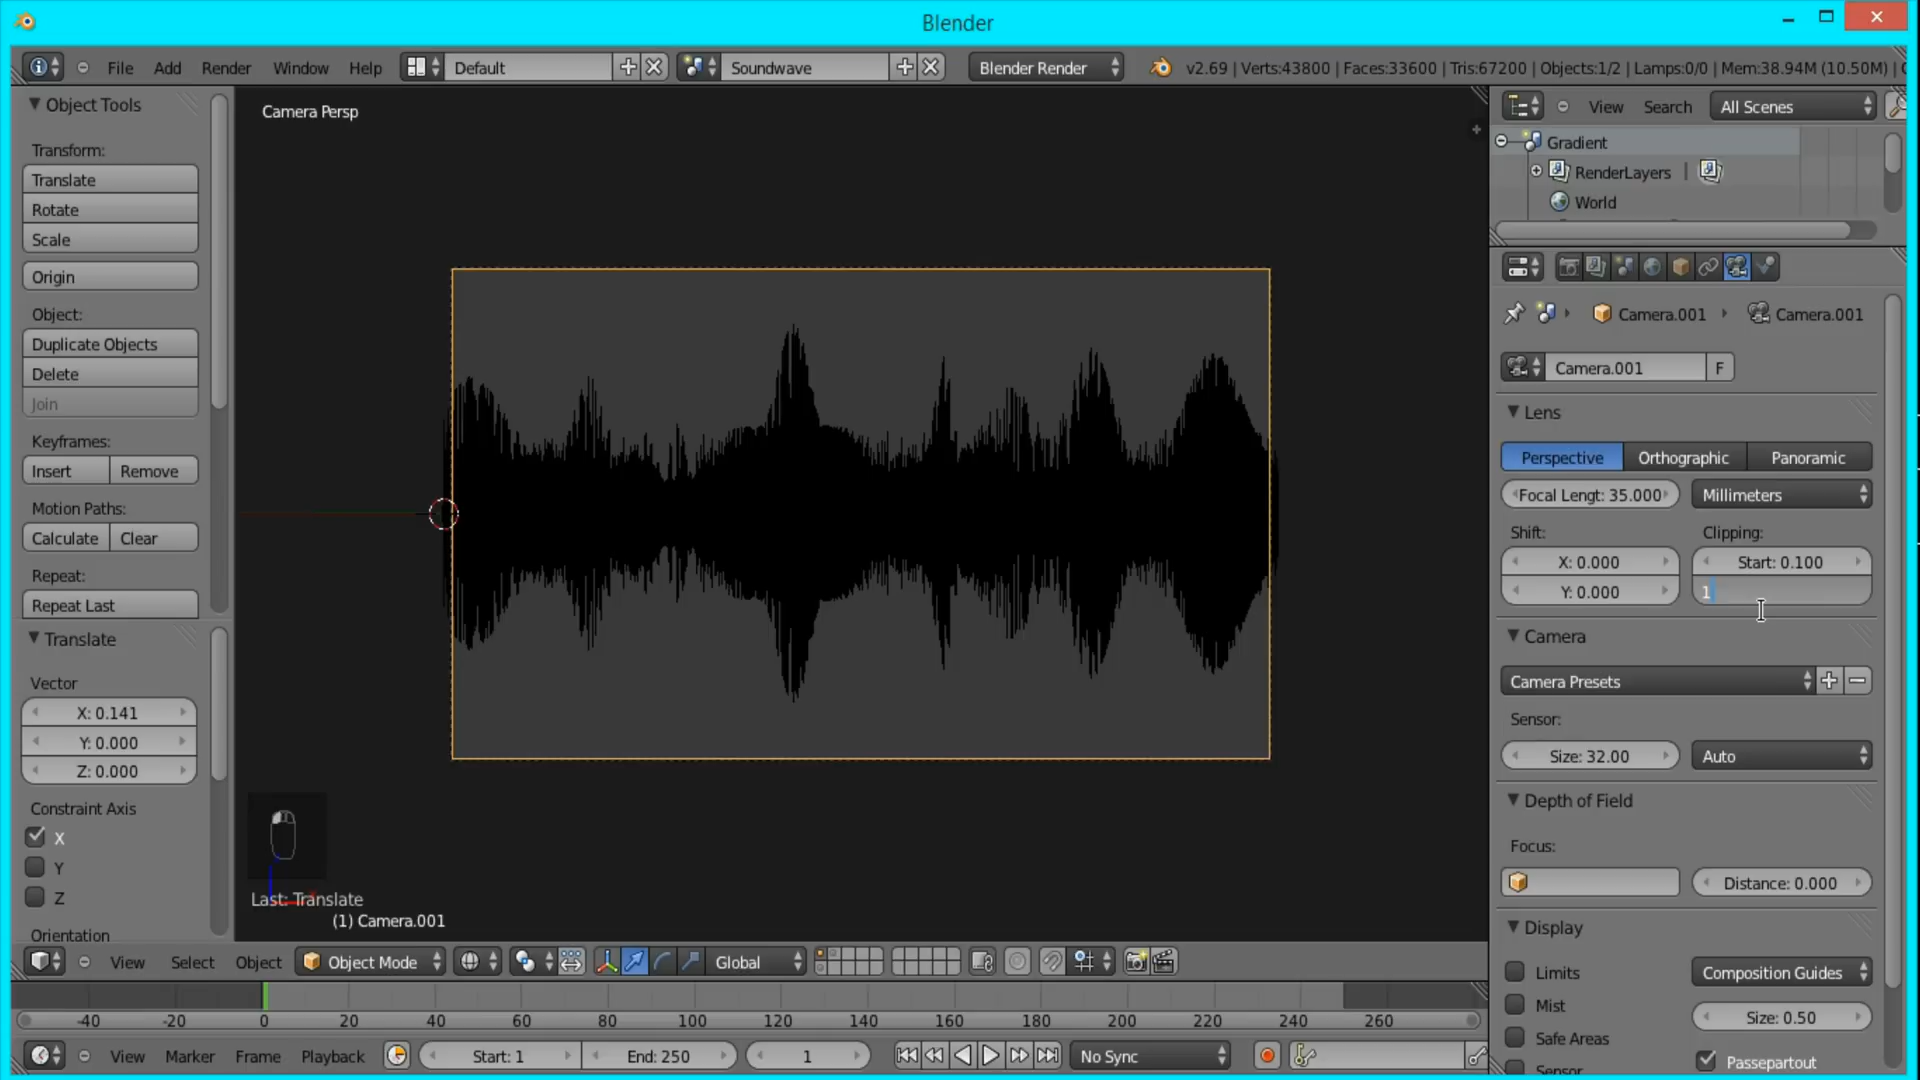 Blender
File Add Render Window Help Default Soundwave Blender Render v2.69 | Verts:43800 | Faces:33600 | Tris:67200 | Objects:1/2 | Lamps:0/0 | Mem:38.94M (10.50M) |
Object Tools
Transform:
Translate
Rotate
Scale
Origin
Object:
Duplicate Objects
Delete
Join
Keyframes:
Insert Remove
Motion Paths:
Calculate Clear
Repeat:
Repeat Last
Translate
Vector
X: 0.141
Y: 0.000
Z: 0.000
Constraint Axis
X
Y
Z
Orientation
Camera Persp
Last: Translate
(1) Camera.001
View Search All Scenes
Gradient
RenderLayers |
World
Camera.001 Camera.001
Camera.001 F
Lens
Perspective Orthographic Panoramic
Focal Lengt: 35.000 Millimeters
Shift: Clipping:
X: 0.000 Start: 0.100
Y: 0.000 1
Camera
Camera Presets
Sensor:
Size: 32.00 Auto
Depth of Field
Focus:
Distance: 0.000
Display
Limits Composition Guides
Mist Size: 0.50
Safe Areas
Sensor Passepartout
View Select Object Object Mode Global
-40 -20 0 20 40 60 80 100 120 140 160 180 200 220 240 260
View Marker Frame Playback Start: 1 End: 250 1 No Sync